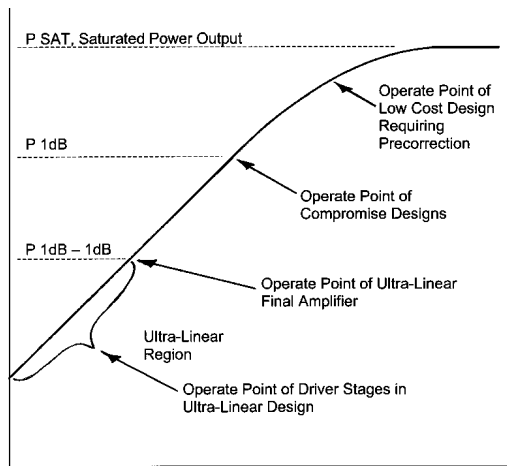 P SAT, Saturated Power Output
Operate Point of
Low Cost Design
Requiring
Precorrection
P 1dB
Operate Point of
Compromise Designs
P 1dB – 1dB
Operate Point of Ultra-Linear
Final Amplifier
Ultra-Linear
Region
Operate Point of Driver Stages in
Ultra-Linear Design